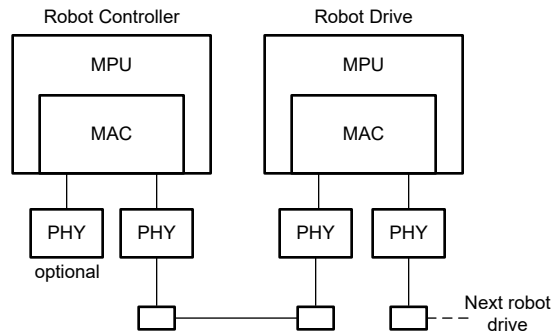 Robot Controller
Robot Drive
MPU
MPU
MAC
MAC
PHY
PHY
PHY
PHY
optional
Next robot
drive